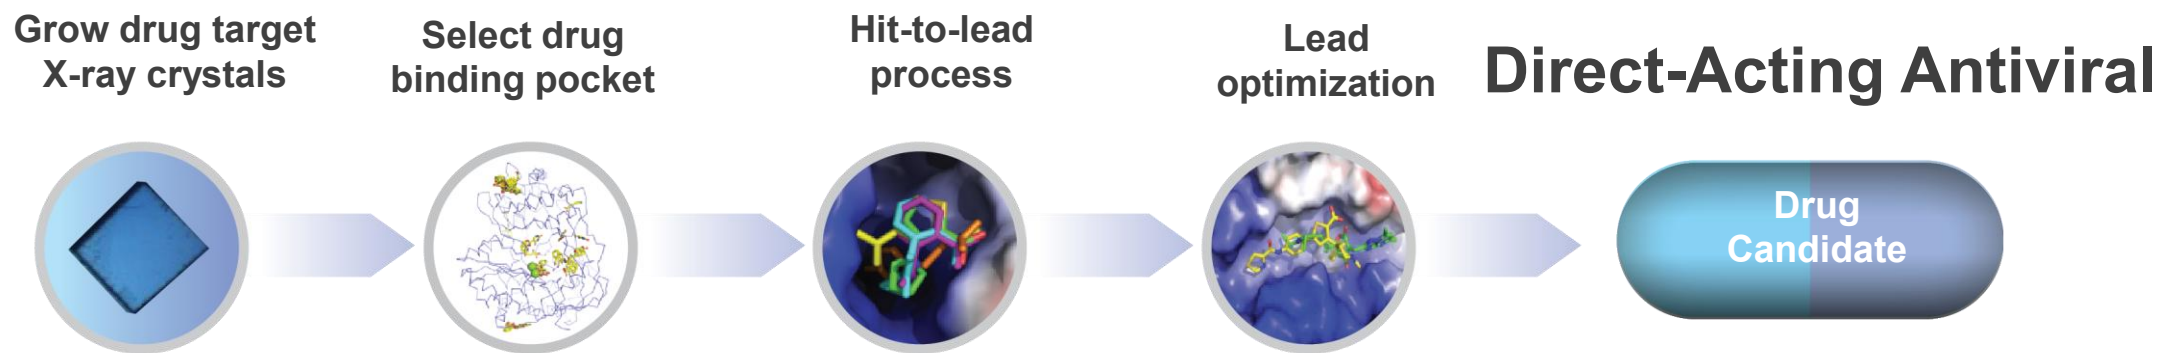 Grow drug target
X-ray crystals
Select drug
binding pocket
Hit-to-lead
process
Lead
optimization
Direct-Acting Antiviral
Drug
Candidate